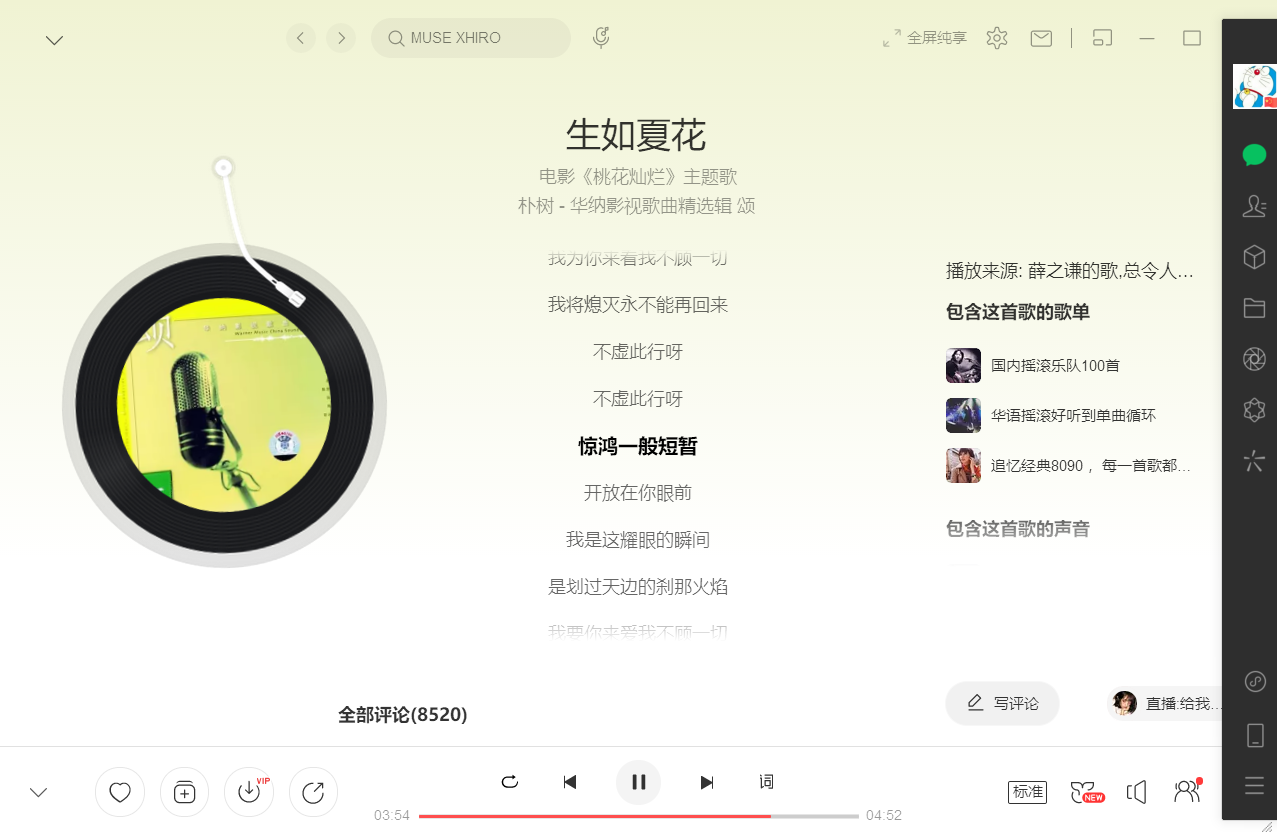 MUSE XHIRO
全屏纯享
生如夏花
电影《桃花灿烂》主题歌
朴树 - 华纳影视歌曲精选辑 颂
我为你来看我不顾一切
我将熄灭永不能再回来
不虚此行呀
不虚此行呀
惊鸿一般短暂
开放在你眼前
我是这耀眼的瞬间
是划过天边的刹那火焰
我要你来爱我不顾一切
播放来源: 薛之谦的歌,总令人...
包含这首歌的歌单
国内摇滚乐队100首
华语摇滚好听到单曲循环
追忆经典8090 ，每一首歌都...
包含这首歌的声音
颂
全部评论(8520)
写评论
直播:给我...
VIP
词
03:54
04:52
标准
NEW